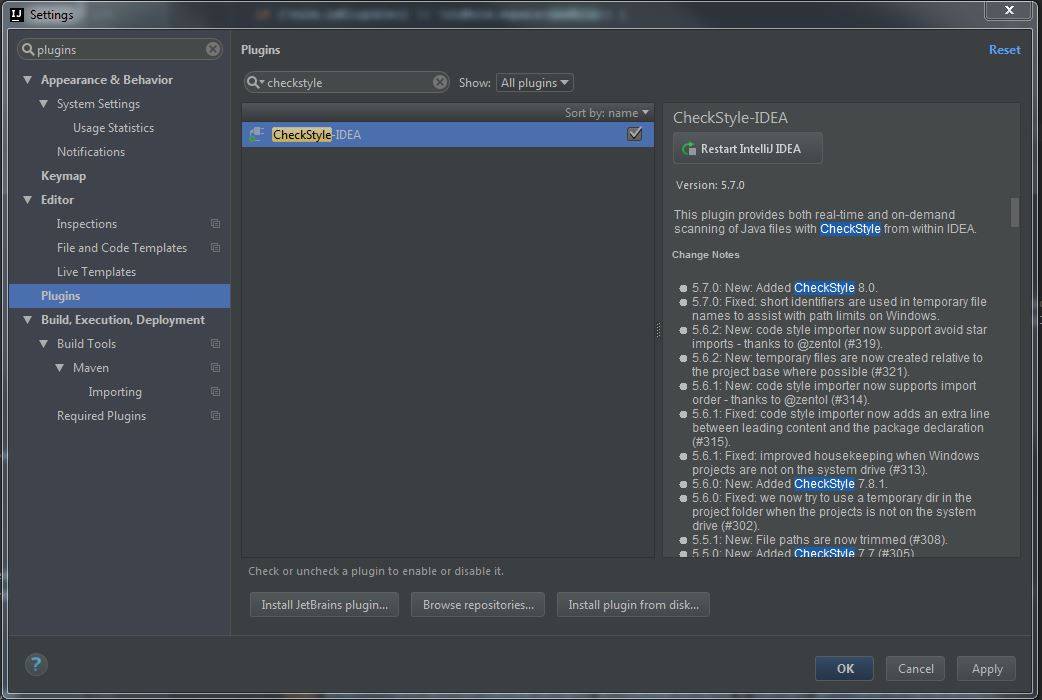 Settings
plugins
Appearance & Behavior
System Settings
Usage Statistics
Notifications
Keymap
Editor
Inspections
File and Code Templates
Live Templates
Plugins
Build, Execution, Deployment
Build Tools
Maven
Importing
Required Plugins
Plugins
Reset
checkstyle
Show: All plugins
Sort by: name
CheckStyle-IDEA
CheckStyle-IDEA
Restart IntelliJ IDEA
Version: 5.7.0
This plugin provides both real-time and on-demand
scanning of Java files with CheckStyle from within IDEA.
Change Notes
5.7.0: New: Added CheckStyle 8.0.
5.7.0: Fixed: short identifiers are used in temporary file
names to assist with path limits on Windows.
5.6.2: New: code style importer now support avoid star
imports - thanks to @zentol (#319).
5.6.2: New: temporary files are now created relative to
the project base where possible (#321).
5.6.1: New: code style importer now supports import
order - thanks to @zentol (#314).
5.6.1: Fixed: code style importer now adds an extra line
between leading content and the package declaration
(#315).
5.6.1: Fixed: improved housekeeping when Windows
projects are not on the system drive (#313).
5.6.0: New: Added CheckStyle 7.8.1.
5.6.0: Fixed: we now try to use a temporary dir in the
project folder when the projects is not on the system
drive (#302).
5.5.1: New: File paths are now trimmed (#308).
5.5.0: New: Added CheckStyle 7.7 (#305)
Check or uncheck a plugin to enable or disable it.
Install JetBrains plugin...
Browse repositories...
Install plugin from disk...
?
OK
Cancel
Apply